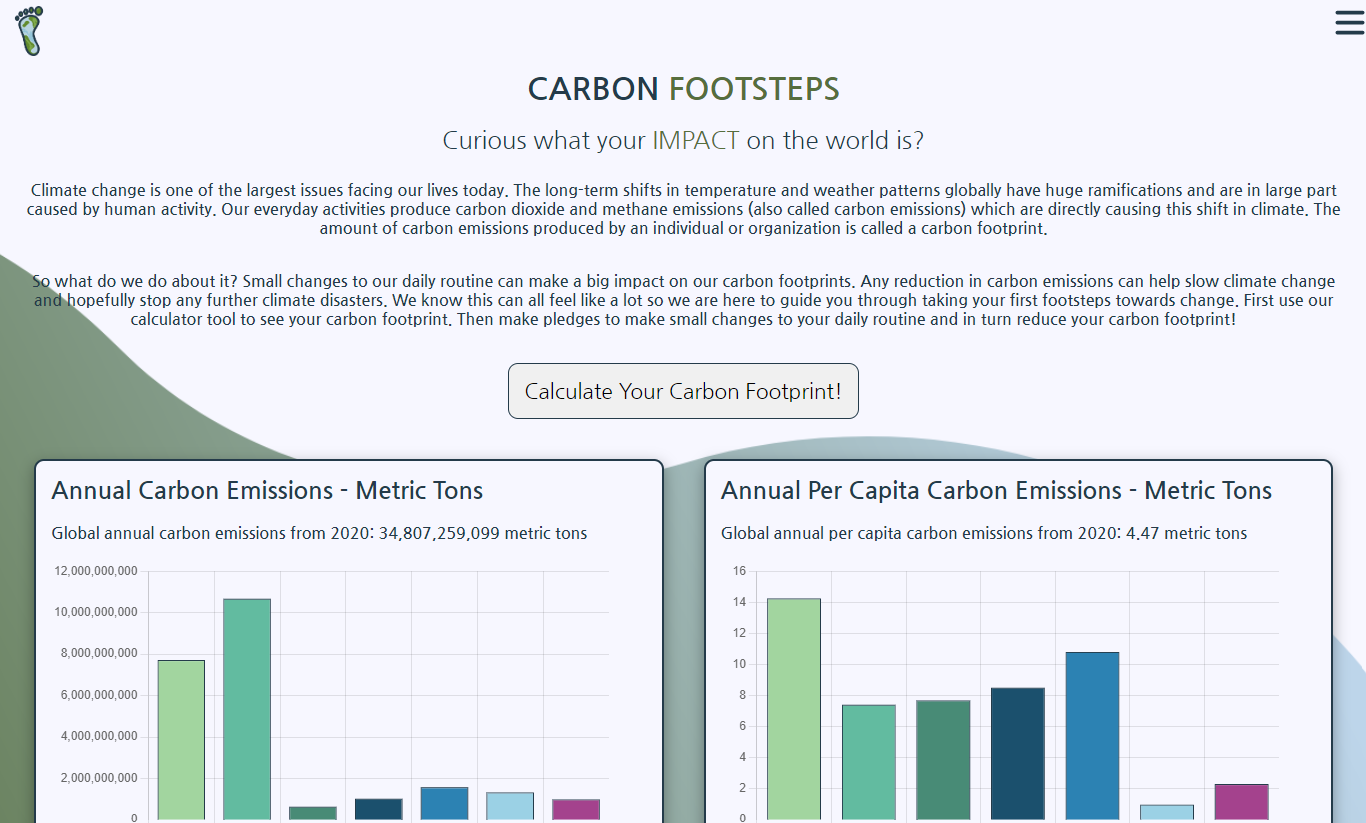 CARBON FOOTSTEPS
Curious what your IMPACT on the world is?
Climate change is one of the largest issues facing our lives today. The long-term shifts in temperature and weather patterns globally have huge ramifications and are in large part
caused by human activity. Our everyday activities produce carbon dioxide and methane emissions (also called carbon emissions) which are directly causing this shift in climate. The
amount of carbon emissions produced by an individual or organization is called a carbon footprint.
So what do we do about it? Small changes to our daily routine can make a big impact on our carbon footprints. Any reduction in carbon emissions can help slow climate change
and hopefully stop any further climate disasters. We know this can all feel like a lot so we are here to guide you through taking your first footsteps towards change. First use our
calculator tool to see your carbon footprint. Then make pledges to make small changes to your daily routine and in turn reduce your carbon footprint!
Calculate Your Carbon Footprint!
Annual Carbon Emissions - Metric Tons
Global annual carbon emissions from 2020: 34,807,259,099 metric tons
12,000,000,000
10,000,000,000
8,000,000,000
6,000,000,000
4,000,000,000
2,000,000,000
0
Annual Per Capita Carbon Emissions - Metric Tons
Global annual per capita carbon emissions from 2020: 4.47 metric tons
16
14
12
10
8
6
4
2
0